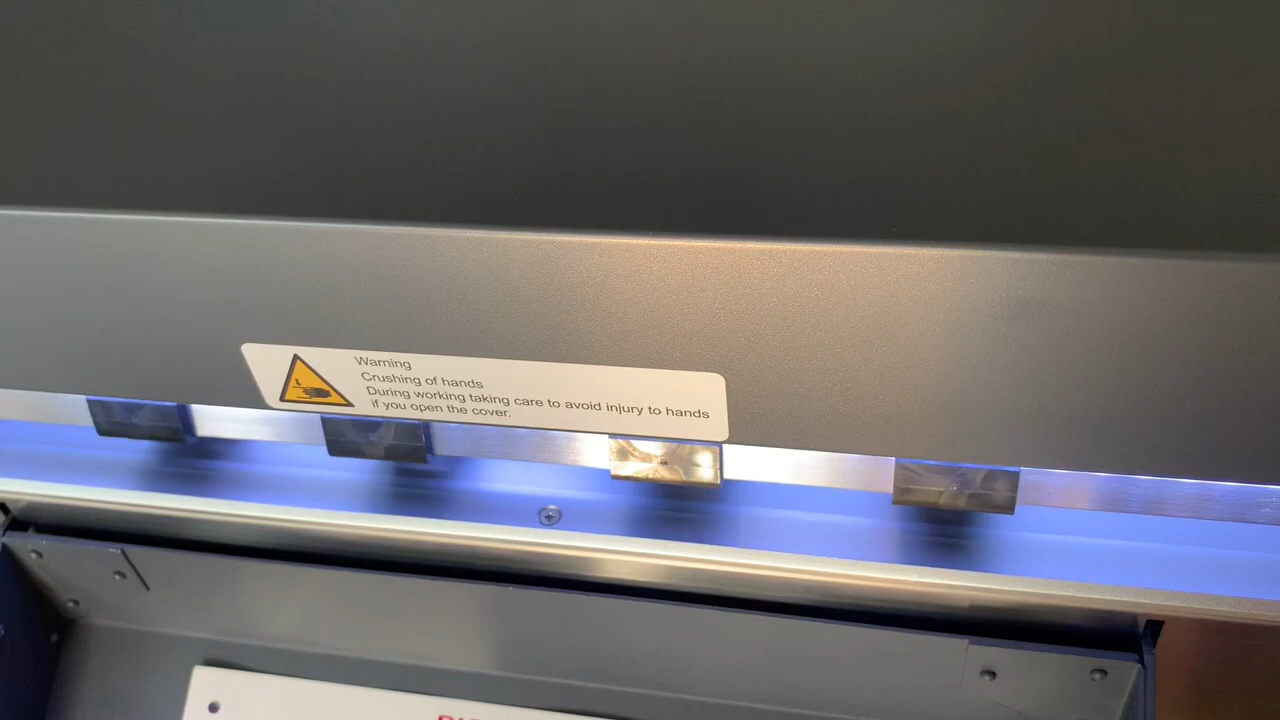 Warning
Crushing of hands
During working taking care to avoid injury to hands
if you open the cover.